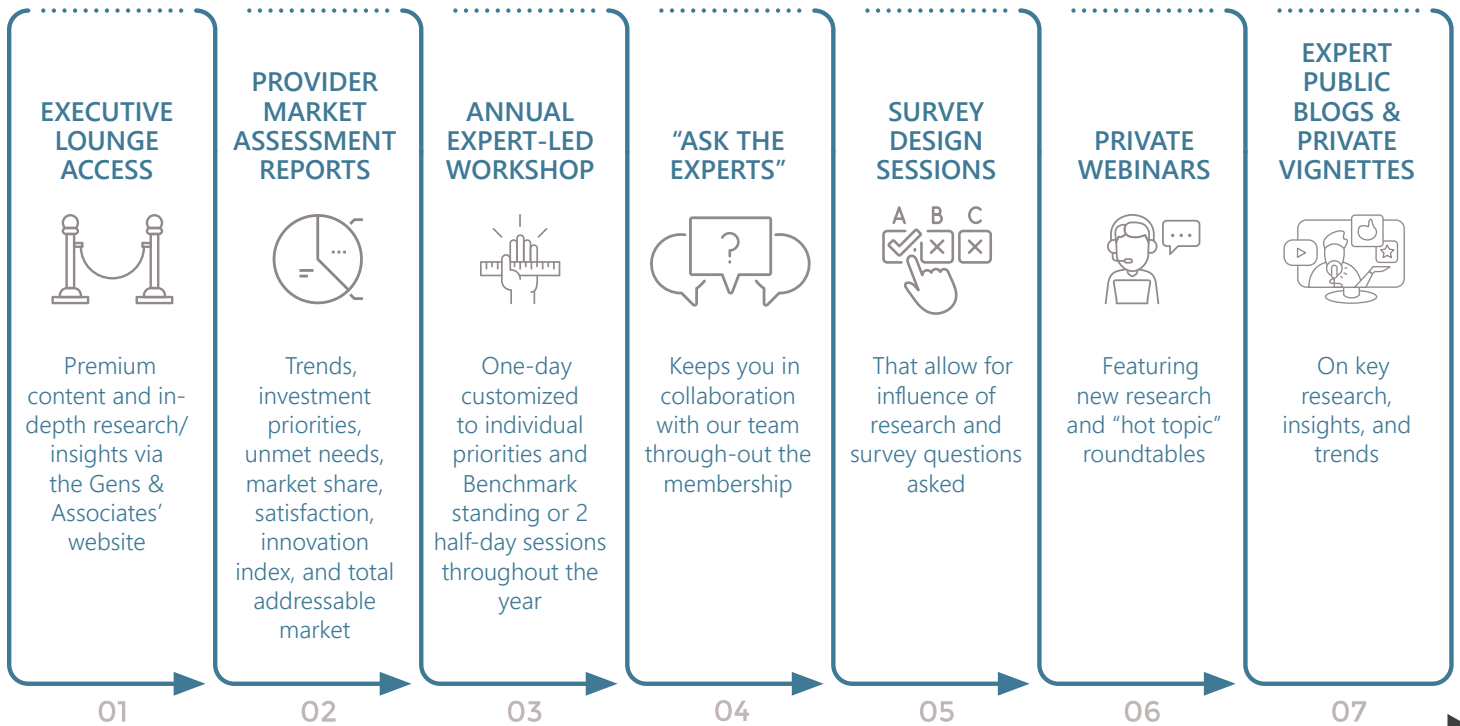 EXECUTIVE
LOUNGE
ACCESS
Premium
content and in-
depth research/
insights via
the Gens &
Associates’
website
01
PROVIDER
MARKET
ASSESSMENT
REPORTS
Trends,
investment
priorities,
unmet needs,
market share,
satisfaction,
innovation
index, and total
addressable
market
02
ANNUAL
EXPERT-LED
WORKSHOP
One-day
customized
to individual
priorities and
Benchmark
standing or 2
half-day sessions
throughout the
year
03
“ASK THE
EXPERTS”
?
Keeps you in
collaboration
with our team
through-out the
membership
04
SURVEY
DESIGN
SESSIONS
A B C
That allow for
influence of
research and
survey questions
asked
05
PRIVATE
WEBINARS
Featuring
new research
and “hot topic”
roundtables
06
EXPERT
PUBLIC
BLOGS &
PRIVATE
VIGNETTES
On key
research,
insights, and
trends
07